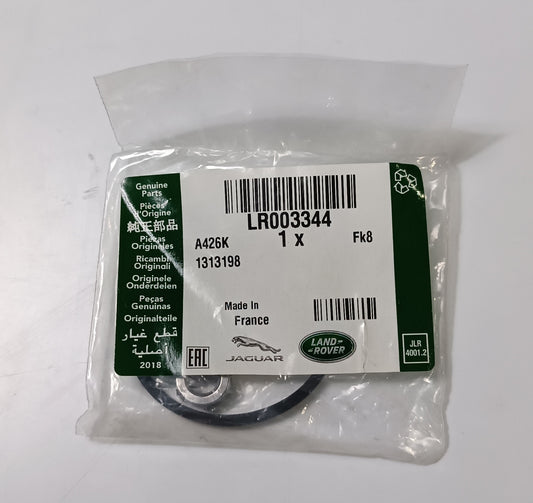 Genuine
Parts
Pièces
d'Origine
純正部品
Piezas
Originales
Ricambi
Originali
Originele
Onderdelen
Peças
Genuinas
Originalteile
قطع غيار
أصلية
2018
LR003344
1 x
Fk8
A426K
1313198
Made In
France
EAC
JAGUAR
LAND-
-ROVER
JLR
4001.2